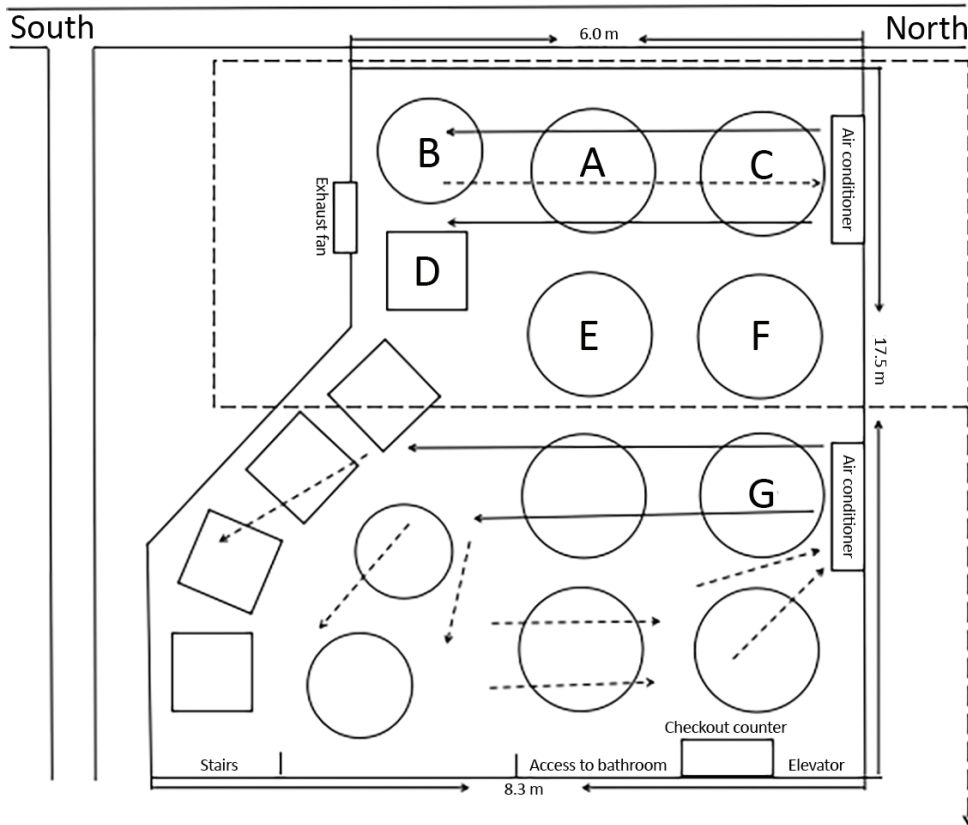 South
North
6.0 m
B
A
C
Air conditioner
Exhaust fan
D
E
F
17.5 m
G
Air conditioner
Checkout counter
Stairs
Access to bathroom
Elevator
8.3 m